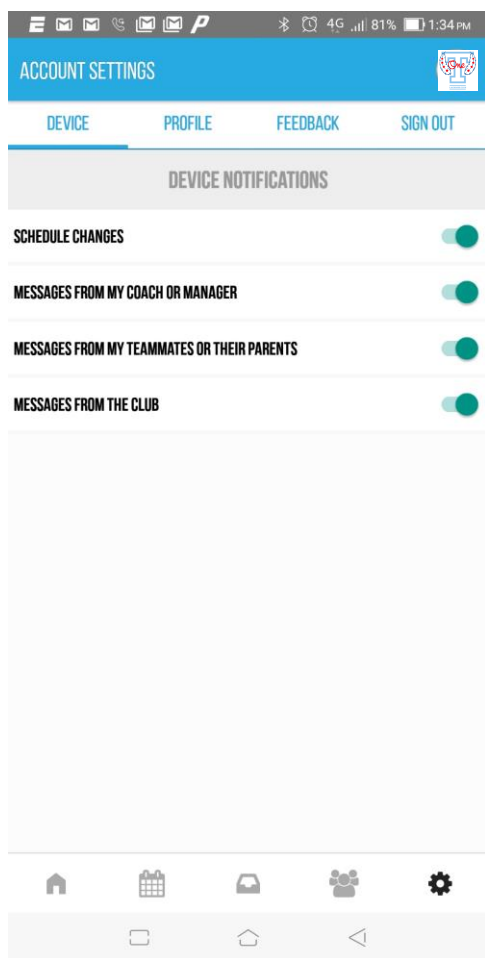 4G 81% 1:34 PM
ACCOUNT SETTINGS
DEVICE PROFILE FEEDBACK SIGN OUT
DEVICE NOTIFICATIONS
SCHEDULE CHANGES
MESSAGES FROM MY COACH OR MANAGER
MESSAGES FROM MY TEAMMATES OR THEIR PARENTS
MESSAGES FROM THE CLUB